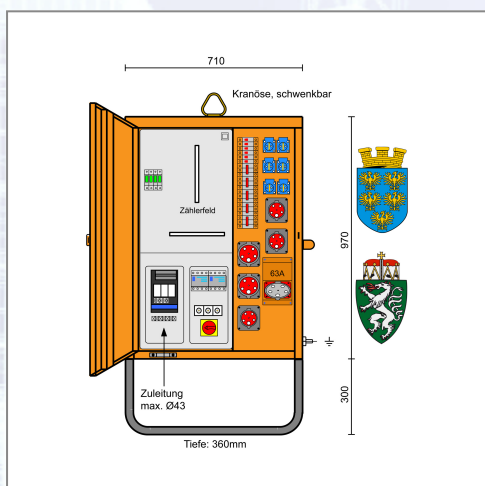 710
Kranöse, schwenkbar
Zählerfeld
970
63A
Zuleitung
max. Ø43
300
Tiefe: 360mm